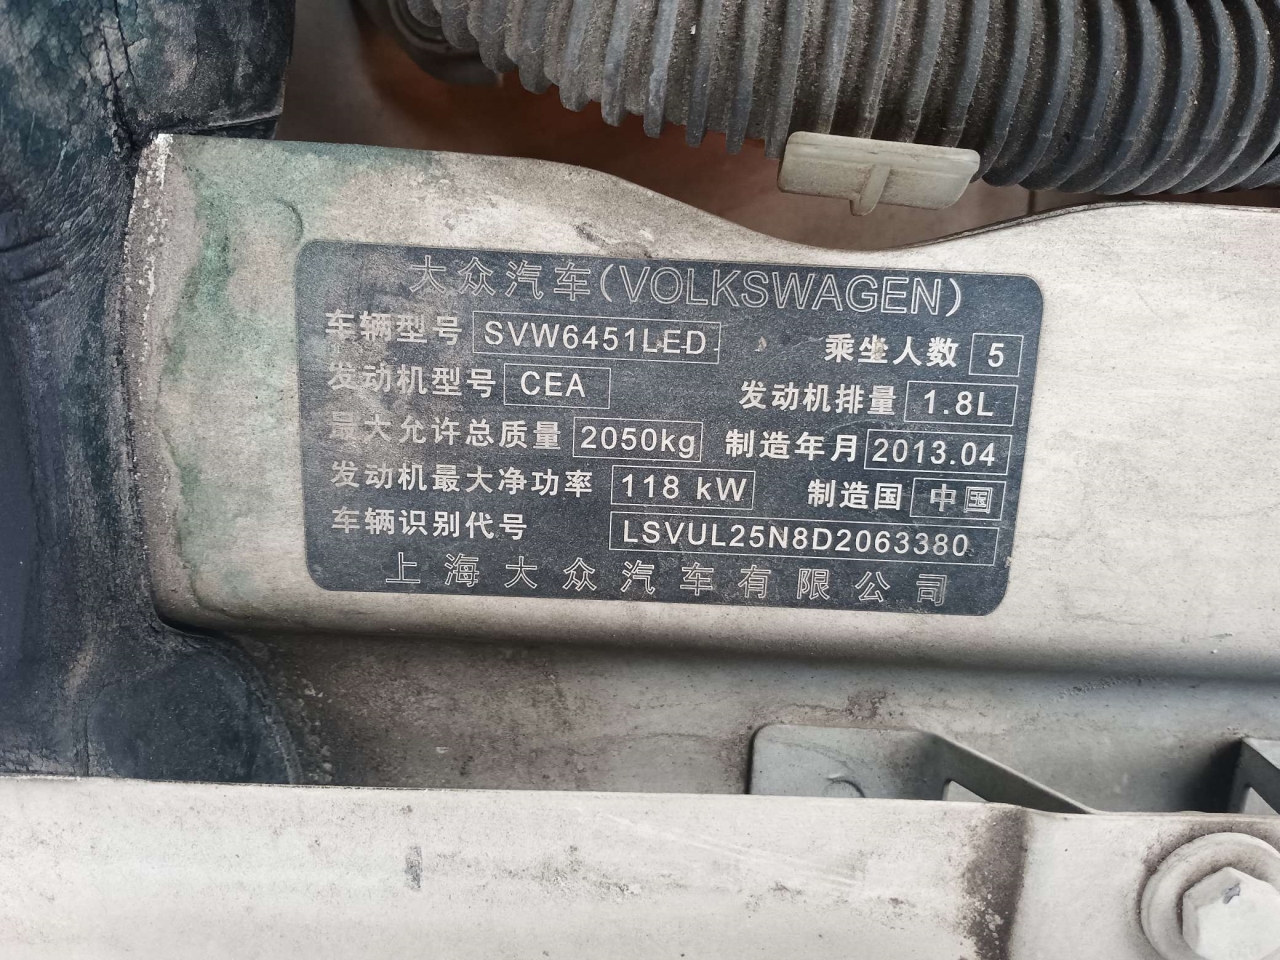 大众汽车(VOLKSWAGEN)
车辆型号 SVW6451LED 乘坐人数 5
发动机型号 CEA 发动机排量 1.8L
最大允许总质量 2050kg 制造年月 2013.04
发动机最大净功率 118 kW 制造国 中国
车辆识别代号 LSVUL25N8D2063380
上海大众汽车有限公司